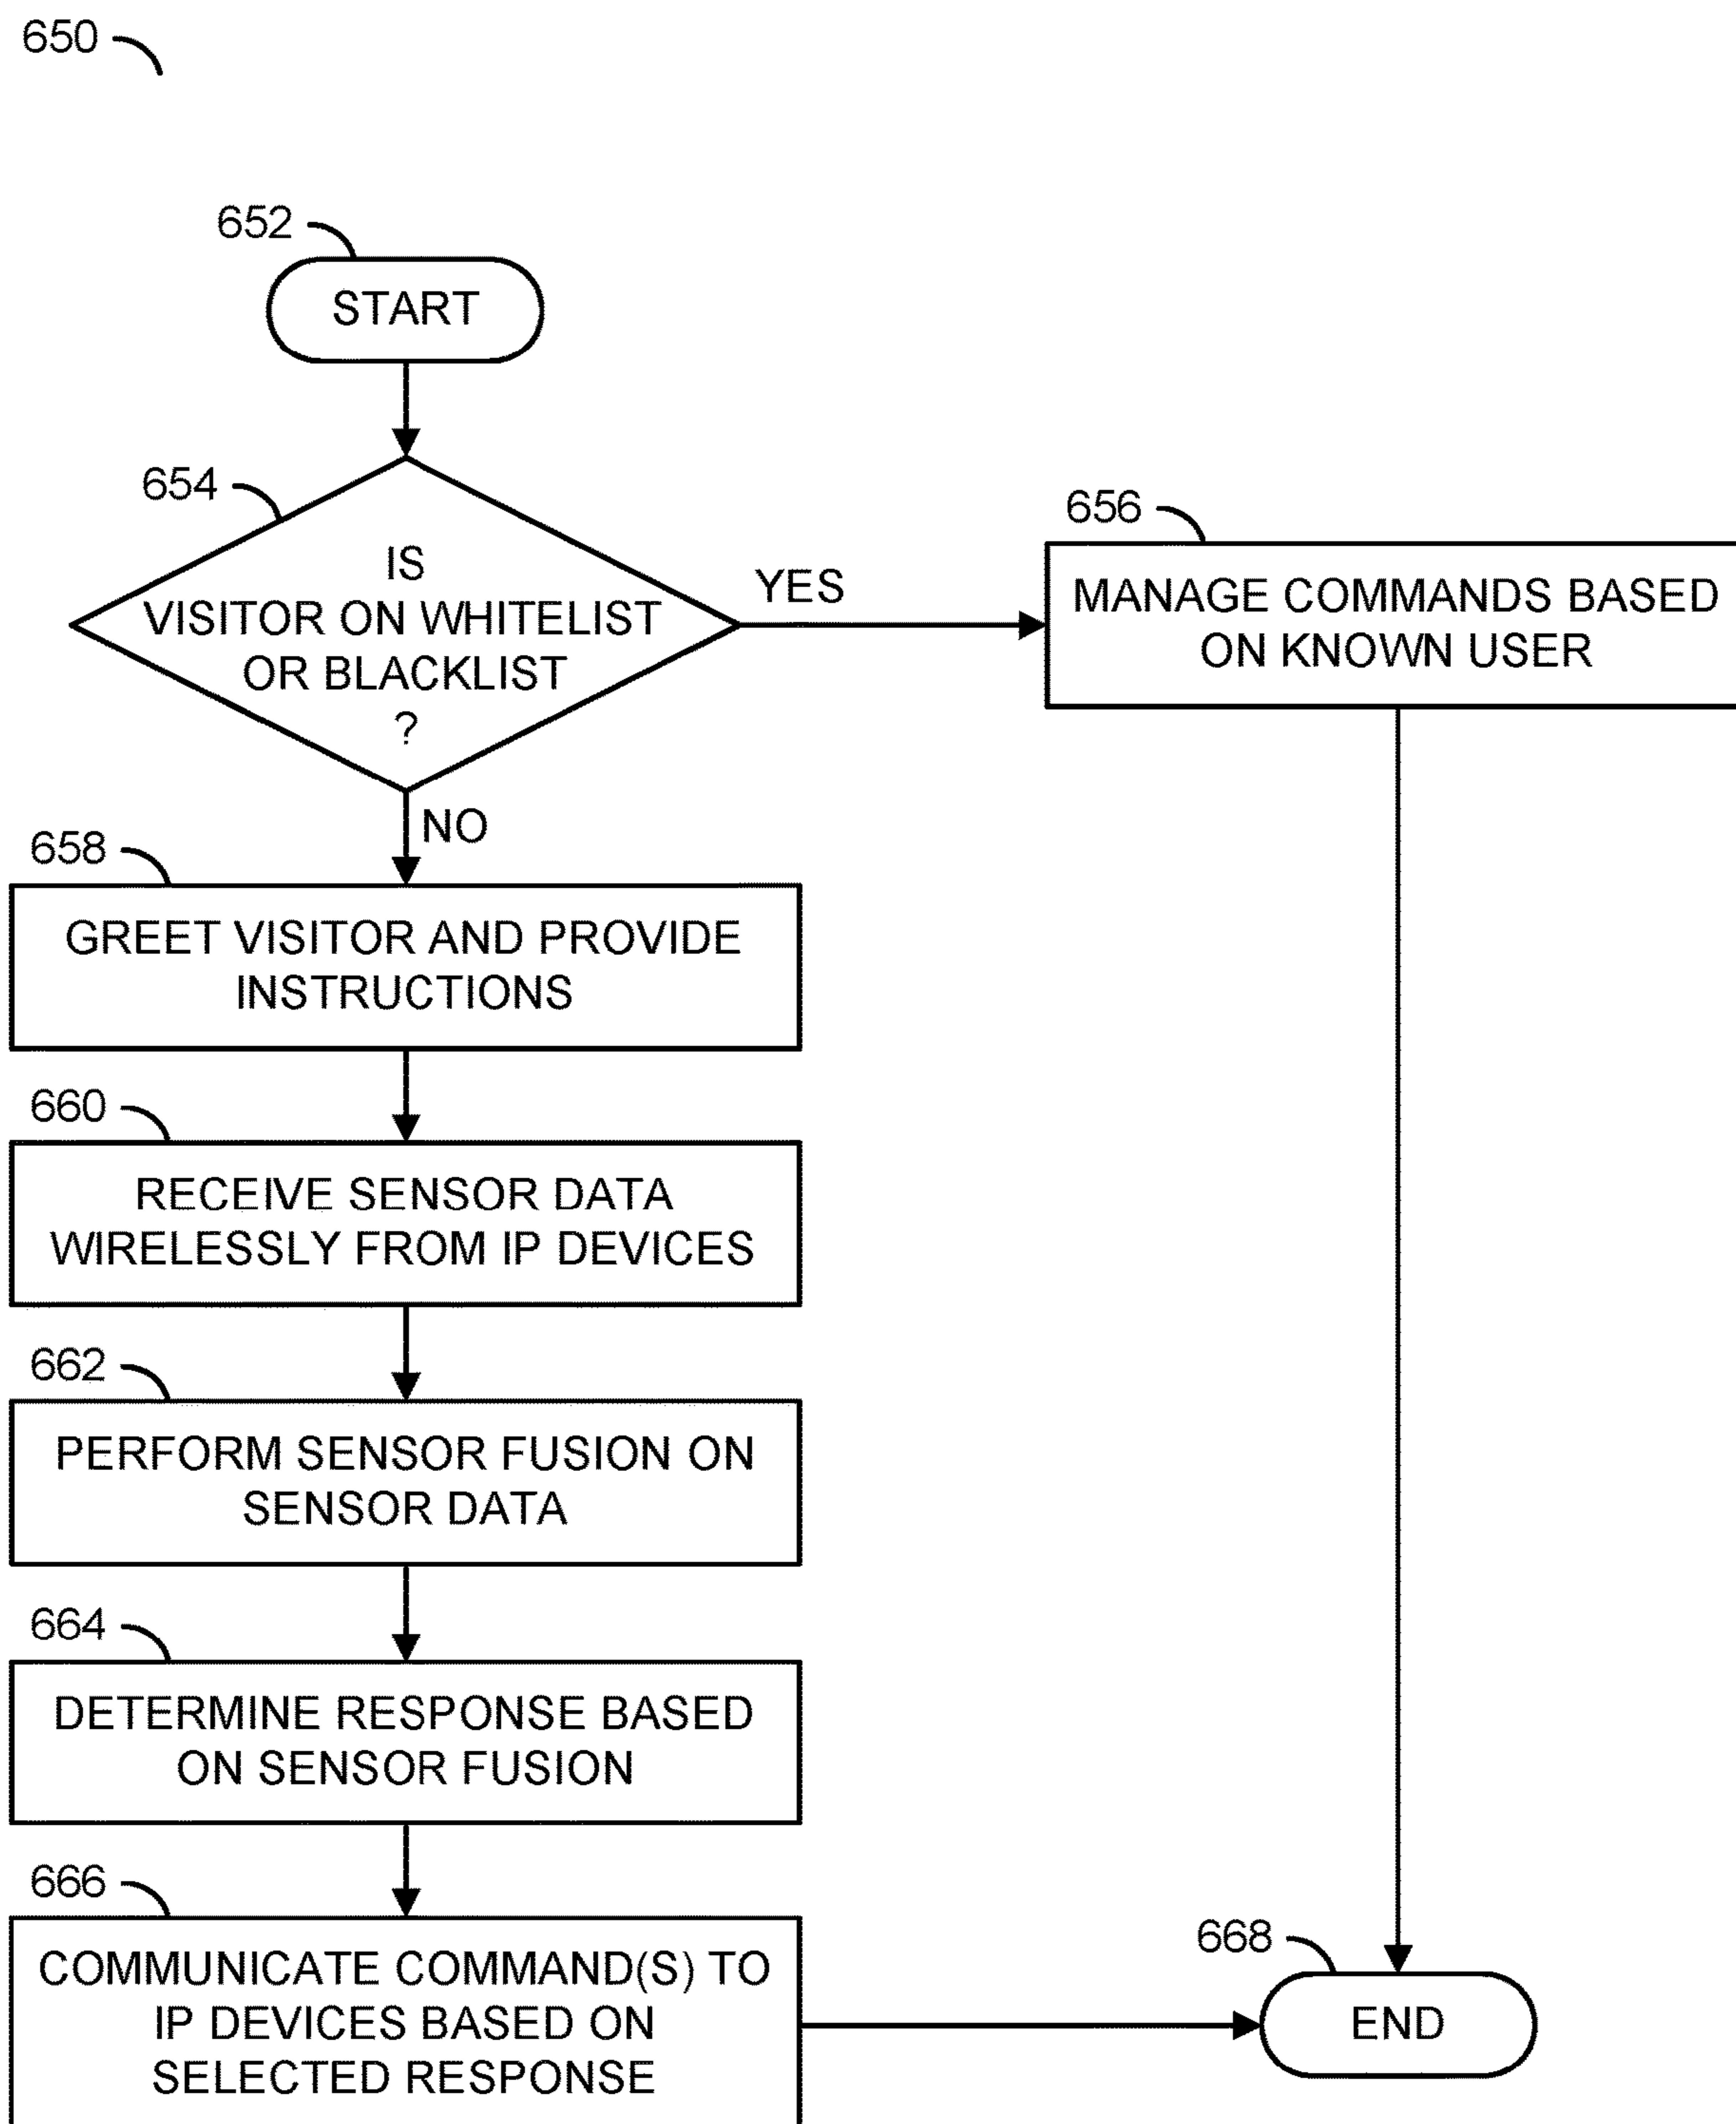 650
652
START
654
IS
VISITOR ON WHITELIST
OR BLACKLIST
?
YES
656
MANAGE COMMANDS BASED
ON KNOWN USER
NO
658
GREET VISITOR AND PROVIDE
INSTRUCTIONS
660
RECEIVE SENSOR DATA
WIRELESSLY FROM IP DEVICES
662
PERFORM SENSOR FUSION ON
SENSOR DATA
664
DETERMINE RESPONSE BASED
ON SENSOR FUSION
666
COMMUNICATE COMMAND(S) TO
IP DEVICES BASED ON
SELECTED RESPONSE
668
END